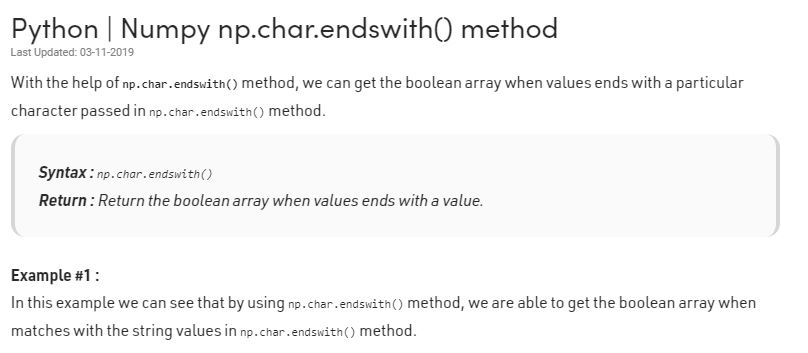 Python | Numpy np.char.endswith() method
Last Updated: 03-11-2019
With the help of np.char.endswith() method, we can get the boolean array when values ends with a particular
character passed in np.char.endswith() method.
Syntax : np.char.endswith()
Return : Return the boolean array when values ends with a value.
Example #1 :
In this example we can see that by using np.char.endswith() method, we are able to get the boolean array when
matches with the string values in np.char.endswith() method.